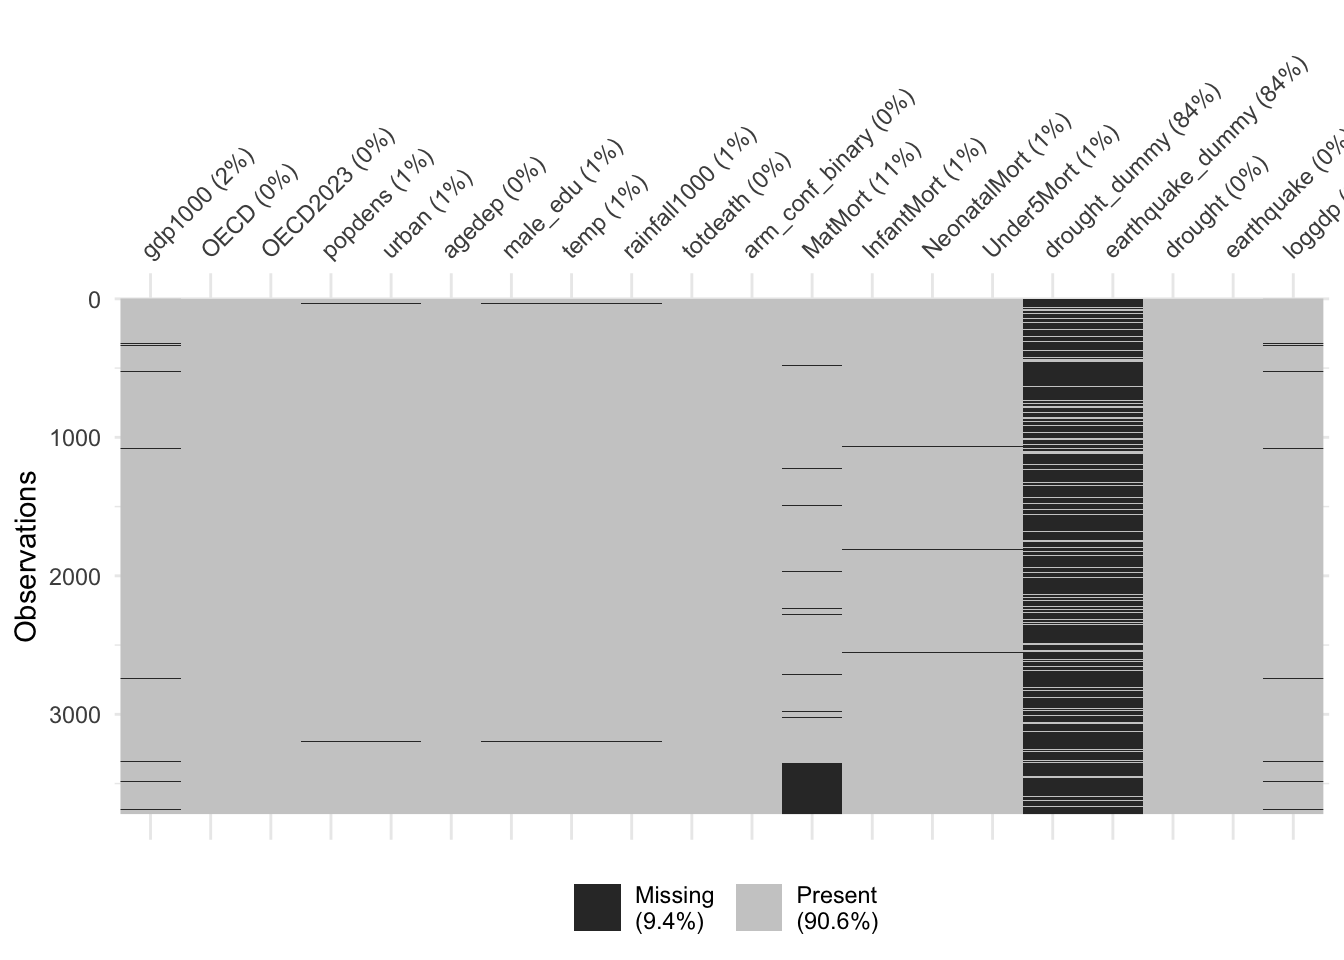 gdp1000 (2%)
OECD (0%)
OECD2023 (0%)
popdens (1%)
urban (1%)
agedep (0%)
male_edu (1%)
temp (1%)
rainfall1000 (1%)
totdeath (0%)
arm_conf_binary (0%)
MatMort (11%)
InfantMort (1%)
NeonatalMort (1%)
Under5Mort (1%)
drought_dummy (84%)
earthquake_dummy (84%)
drought (0%)
earthquake (0%
loggdp (
0
1000
2000
3000
Observations
Missing
(9.4%)
Present
(90.6%)